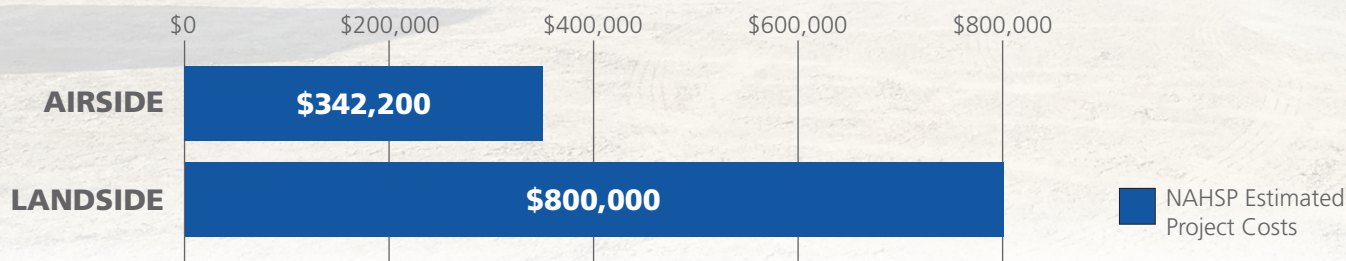 $0 $200,000 $400,000 $600,000 $800,000
AIRSIDE $342,200
LANDSIDE $800,000
NAHSP Estimated
Project Costs